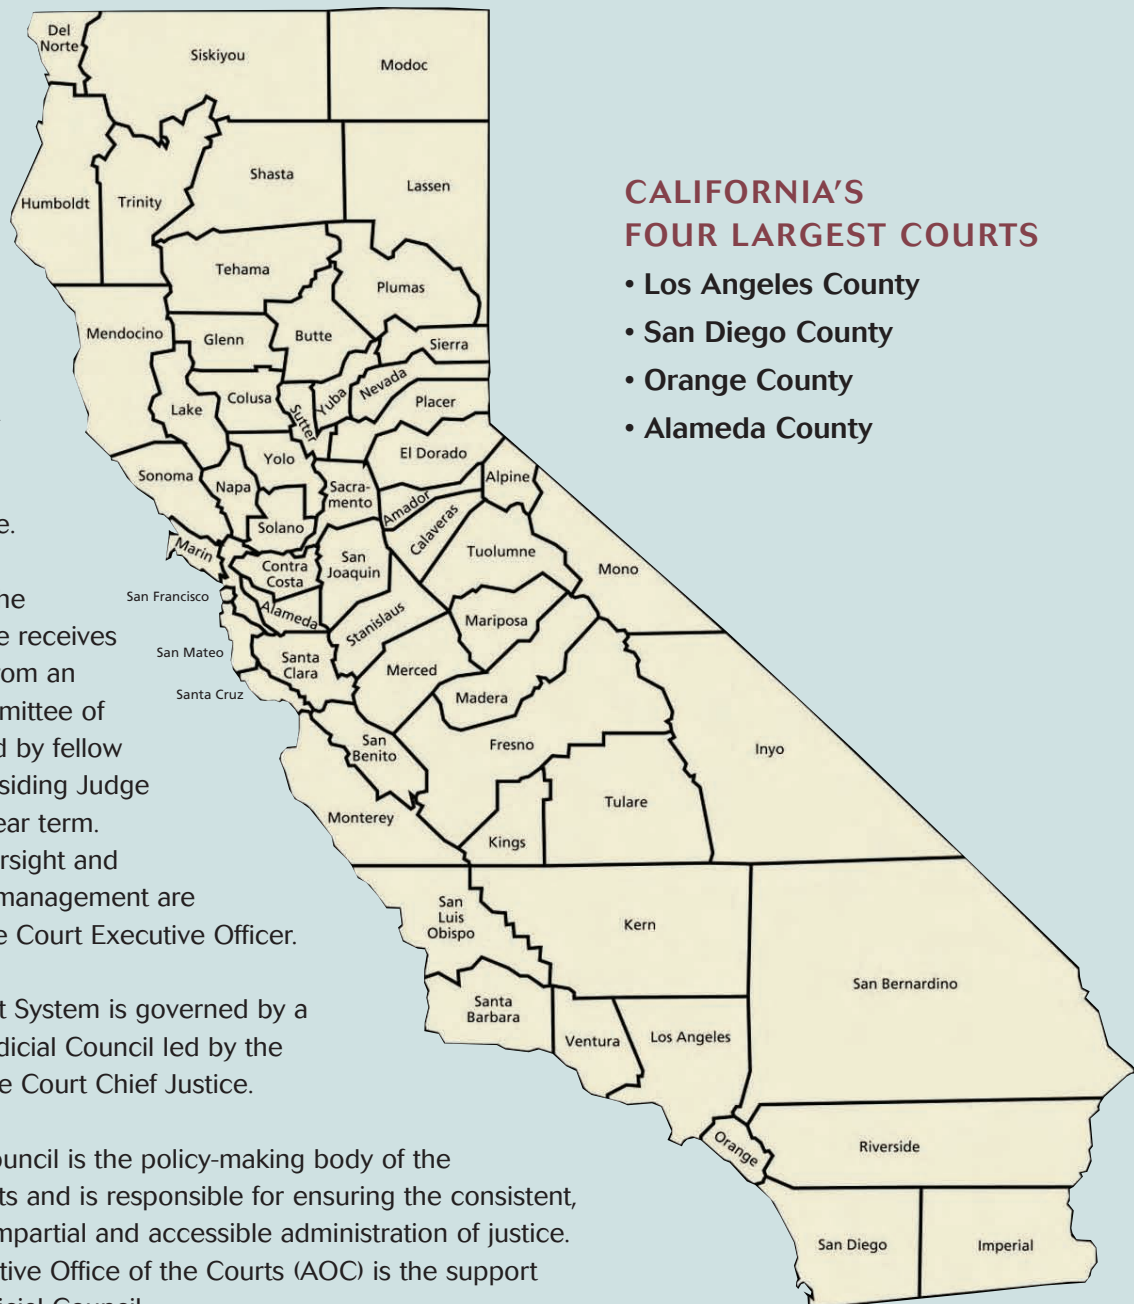 Del
Norte
Siskiyou
Modoc
Humboldt
Trinity
Shasta
Lassen
Tehama
Plumas
Mendocino
Glenn
Butte
Sierra
Lake
Colusa
Sutter
Yuba
Nevada
Placer
Sonoma
Napa
Yolo
El Dorado
Alpine
Sacra-
mento
Amador
Calaveras
Solano
Marin
Contra
Costa
San
Joaquin
Tuolumne
Mono
San Francisco
Alameda
Stanislaus
Mariposa
San Mateo
Santa
Clara
Merced
Santa Cruz
Madera
San
Benito
Fresno
Inyo
Monterey
Kings
Tulare
San
Luis
Obispo
Kern
San Bernardino
Santa
Barbara
Ventura
Los Angeles
Orange
Riverside
San Diego
Imperial
CALIFORNIA’S
FOUR LARGEST COURTS
• Los Angeles County
• San Diego County
• Orange County
• Alameda County
e.
receives
an
mittee of
by fellow
siding Judge
ear term.
rsight and
management are
Court Executive Officer.
t System is governed by a
dicial Council led by the
e Court Chief Justice.
ouncil is the policy-making body of the
ts and is responsible for ensuring the consistent,
mpartial and accessible administration of justice.
tive Office of the Courts (AOC) is the support